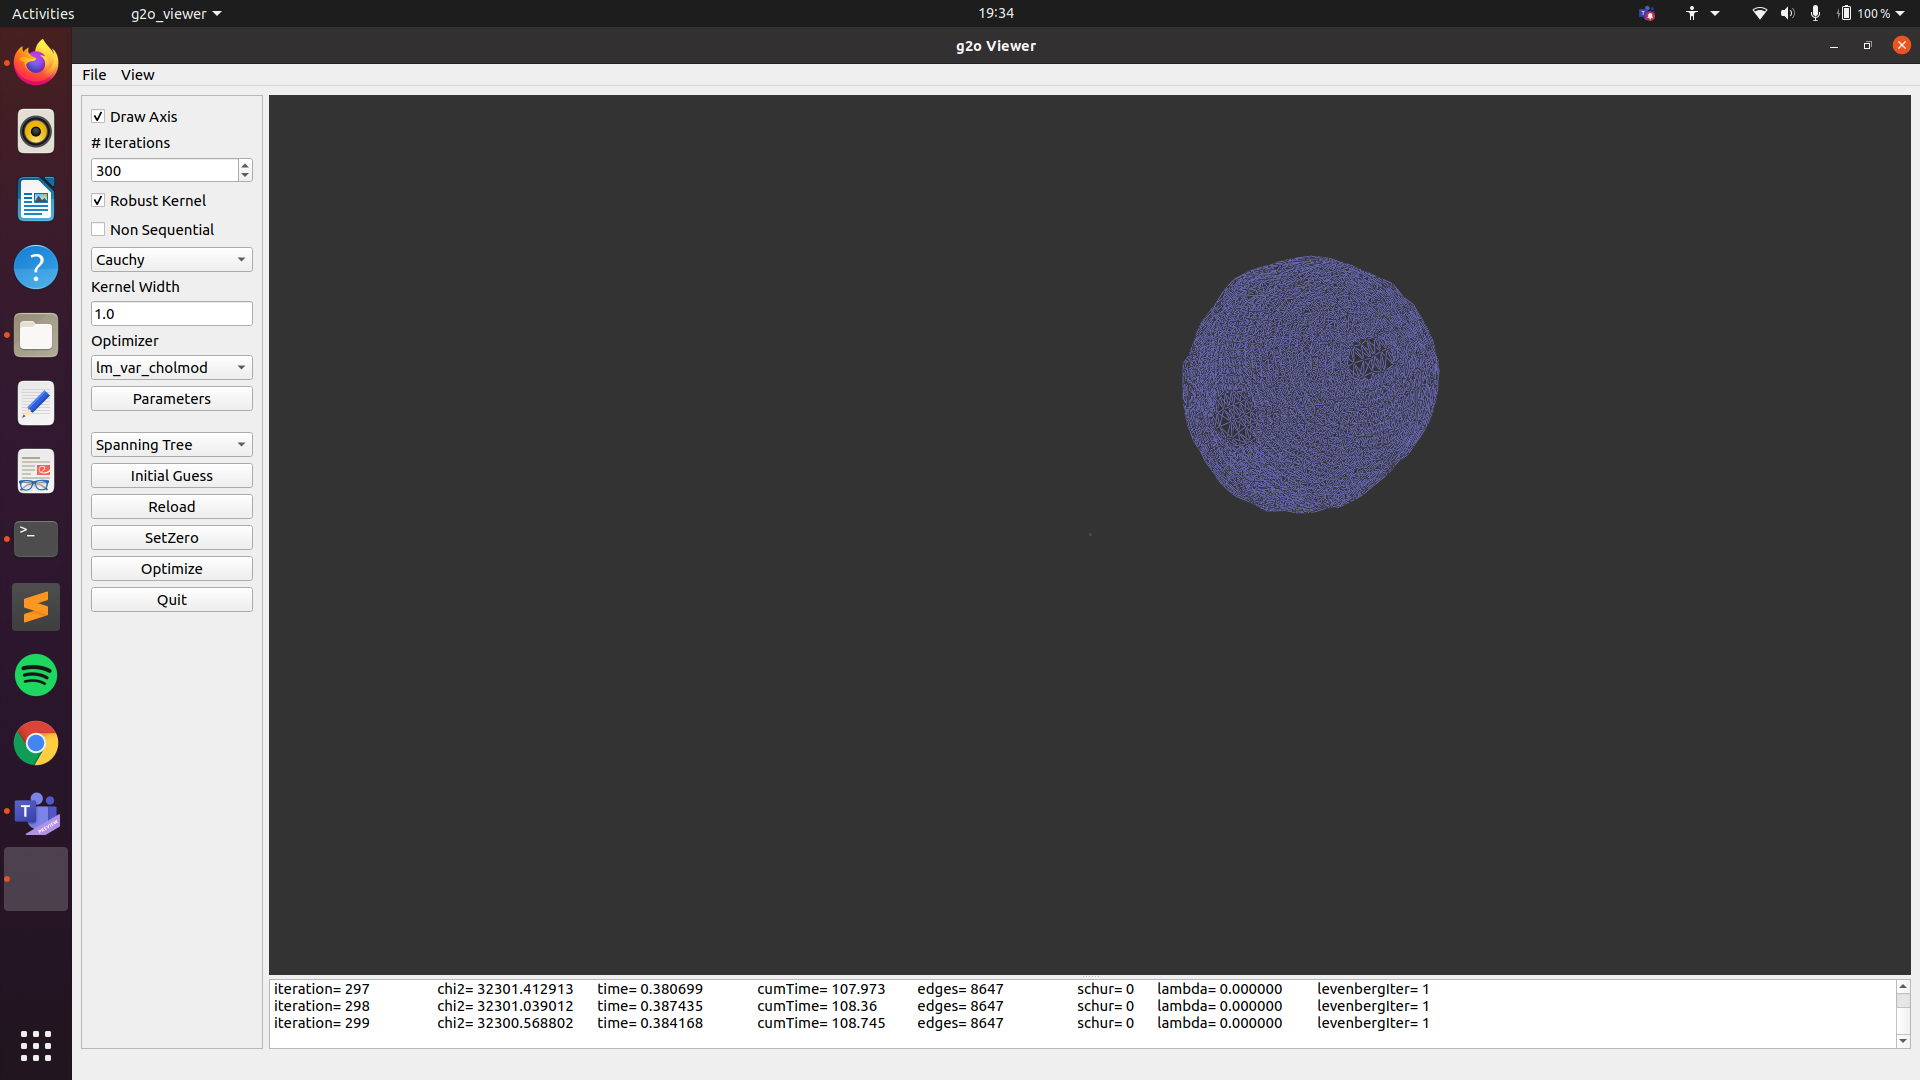 Activities
g2o_viewer
19:34
100 %
g2o Viewer
File View
Draw Axis
# Iterations
300
Robust Kernel
Non Sequential
Cauchy
Kernel Width
1.0
Optimizer
lm_var_cholmod
Parameters
Spanning Tree
Initial Guess
Reload
SetZero
Optimize
Quit
iteration= 297 chi2= 32301.412913 time= 0.380699 cumTime= 107.973 edges= 8647 schur= 0 lambda= 0.000000 levenbergIter= 1
iteration= 298 chi2= 32301.039012 time= 0.387435 cumTime= 108.36 edges= 8647 schur= 0 lambda= 0.000000 levenbergIter= 1
iteration= 299 chi2= 32300.568802 time= 0.384168 cumTime= 108.745 edges= 8647 schur= 0 lambda= 0.000000 levenbergIter= 1